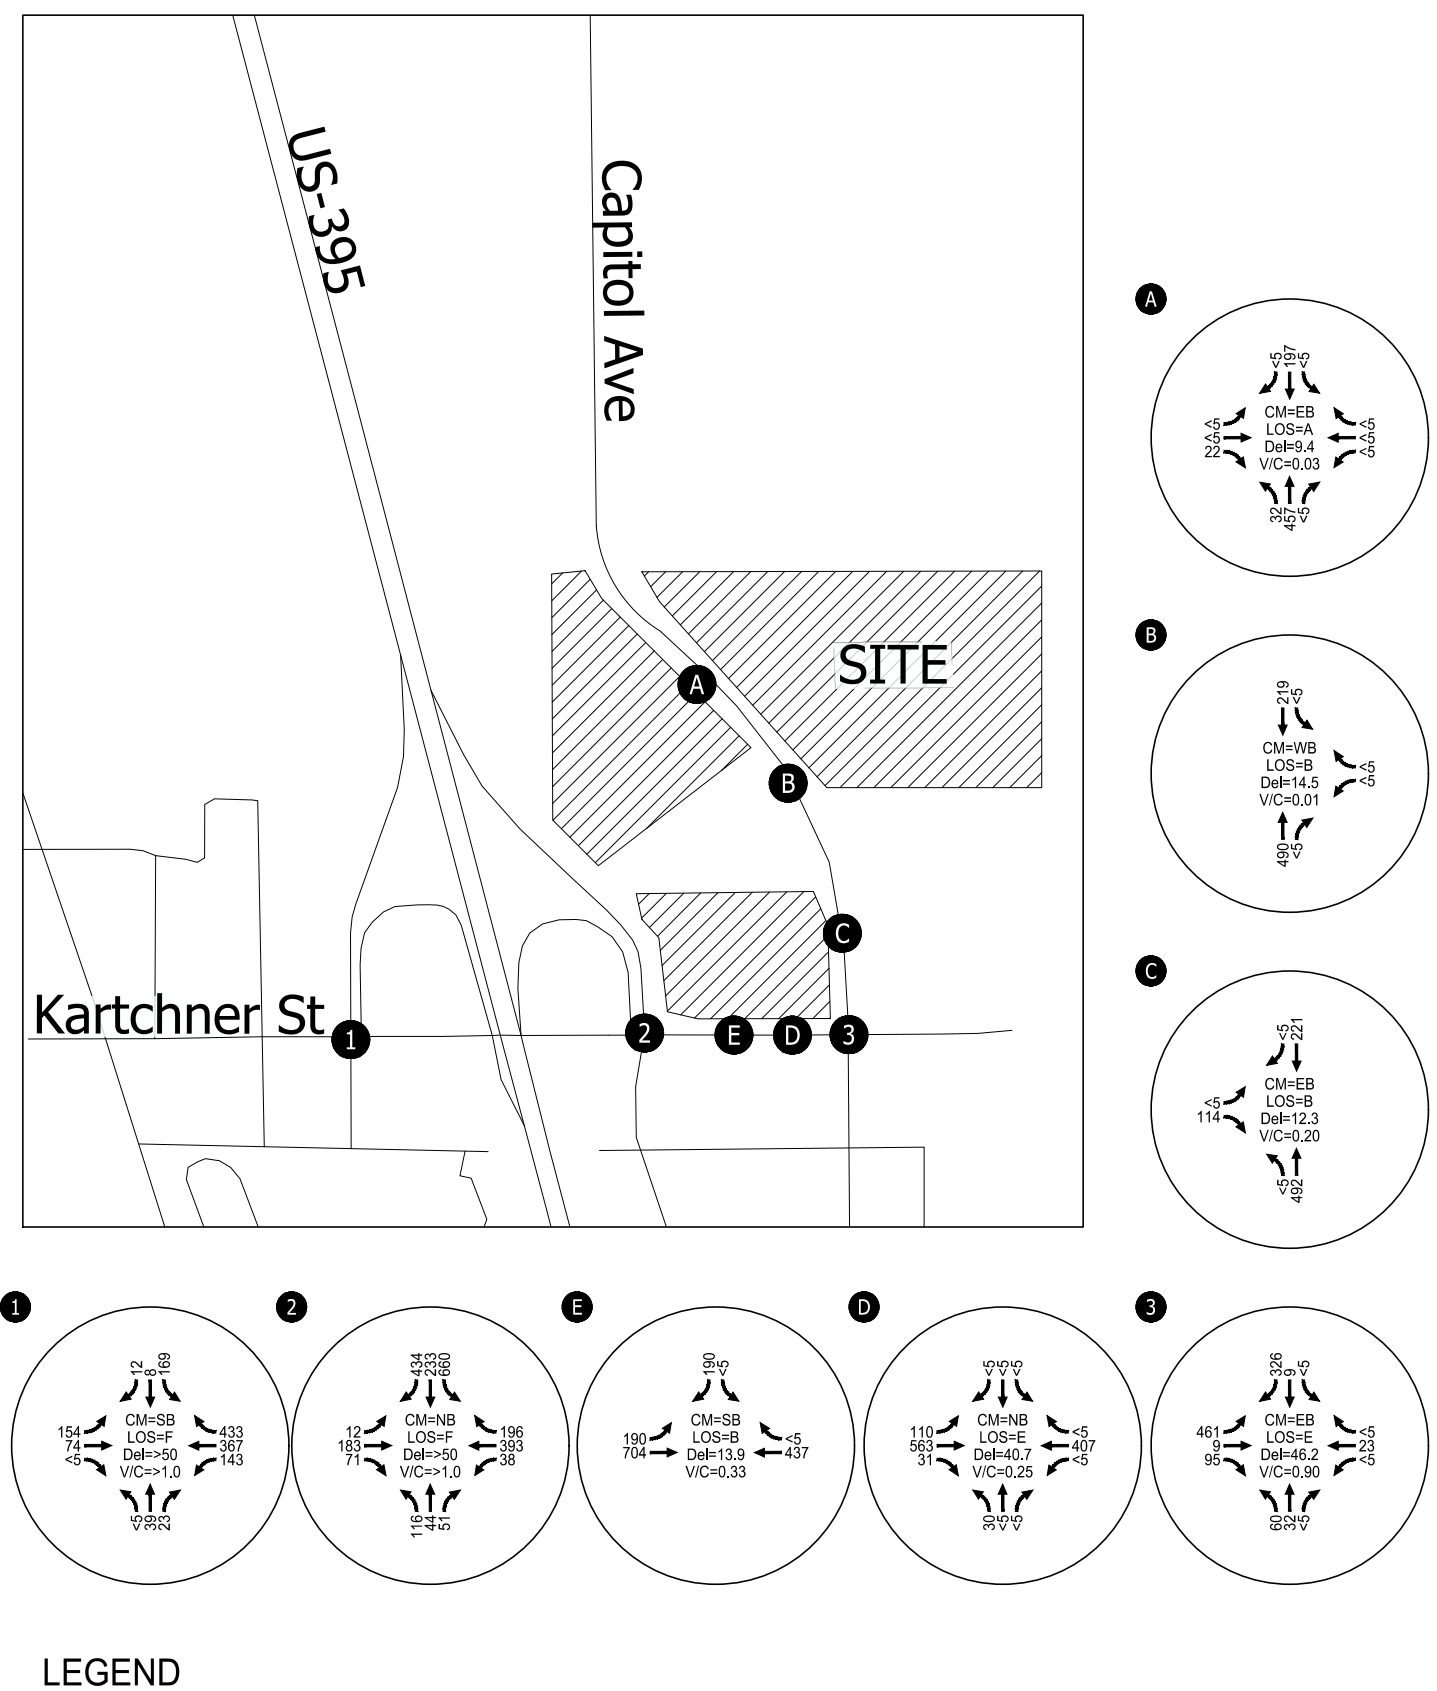 US-395
Capitol Ave
SITE
Kartchner St
A
B
C
1
2
E
D
3
A
<5 197 <5
CM=EB
LOS=A
Del=9.4
V/C=0.03
<5
<5
22
<5
<5
<5
32 457 <5
B
219 <5
CM=WB
LOS=B
Del=14.5
V/C=0.01
<5
<5
490 <5
C
<5 221
CM=EB
LOS=B
Del=12.3
V/C=0.20
<5
114
<5 492
1
12 8 169
CM=SB
LOS=F
Del=>50
V/C=>1.0
154
74
<5
433
367
143
<5 39 23
2
434 233 660
CM=NB
LOS=F
Del=>50
V/C=>1.0
12
183
71
196
393
38
116 44 51
E
190 <5
CM=SB
LOS=B
Del=13.9
V/C=0.33
190
704
<5
437
D
<5 <5 <5
CM=NB
LOS=E
Del=40.7
V/C=0.25
110
563
31
<5
407
<5
30 <5 <5
3
326 9 <5
CM=EB
LOS=E
Del=46.2
V/C=0.90
461
9
95
<5
23
<5
60 32 <5
LEGEND